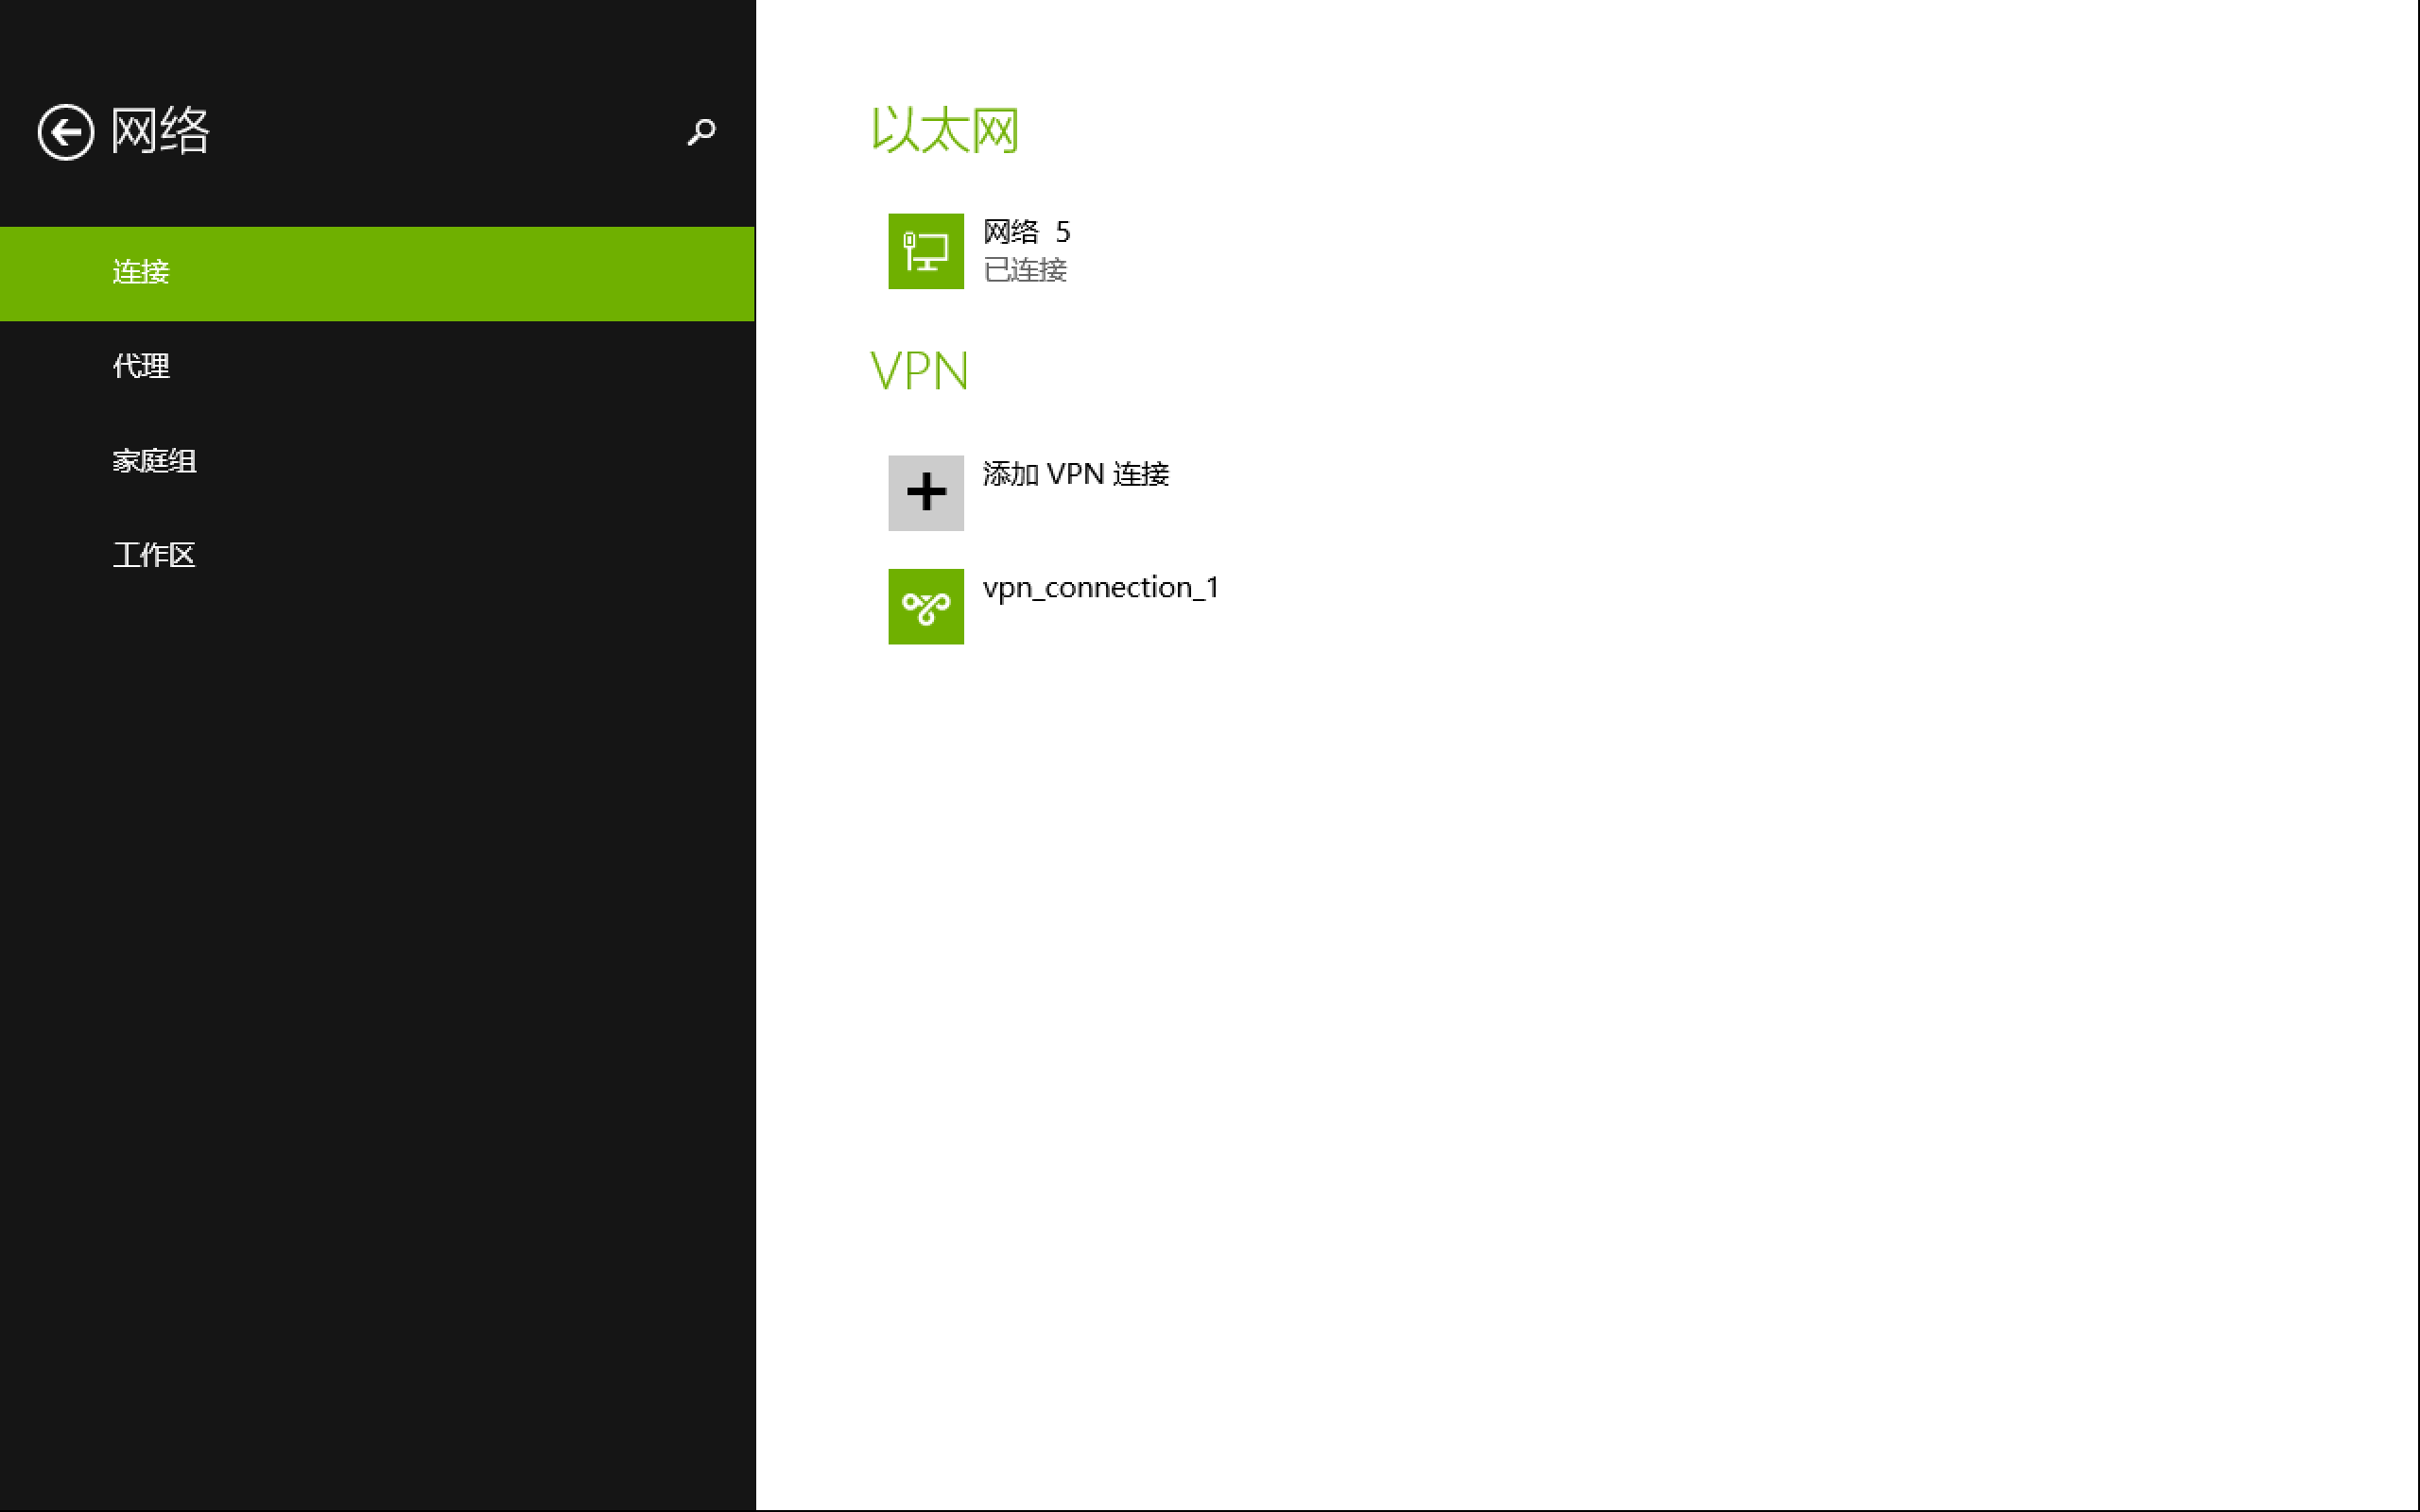 网络
连接
代理
家庭组
工作区
以太网
网络 5
已连接
VPN
添加 VPN 连接
vpn_connection_1